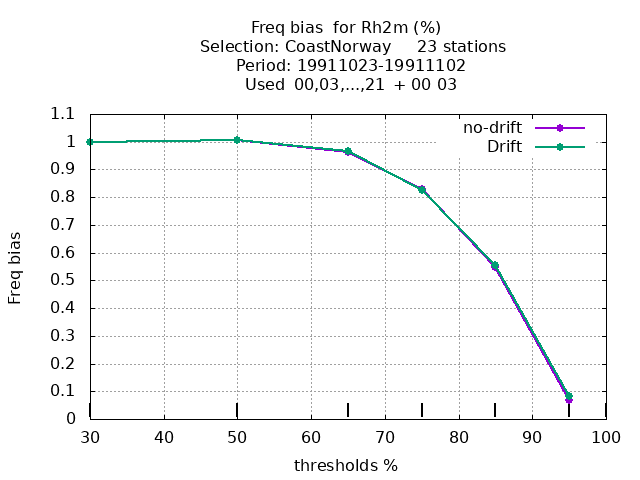 Freq bias  for Rh2m (%)
Selection: CoastNorway     23 stations
Period: 19911023-19911102
Used  00,03,...,21  + 00 03
no-drift
Drift
Freq bias
1.1
1
0.9
0.8
0.7
0.6
0.5
0.4
0.3
0.2
0.1
0
30 40 50 60 70 80 90 100
thresholds %